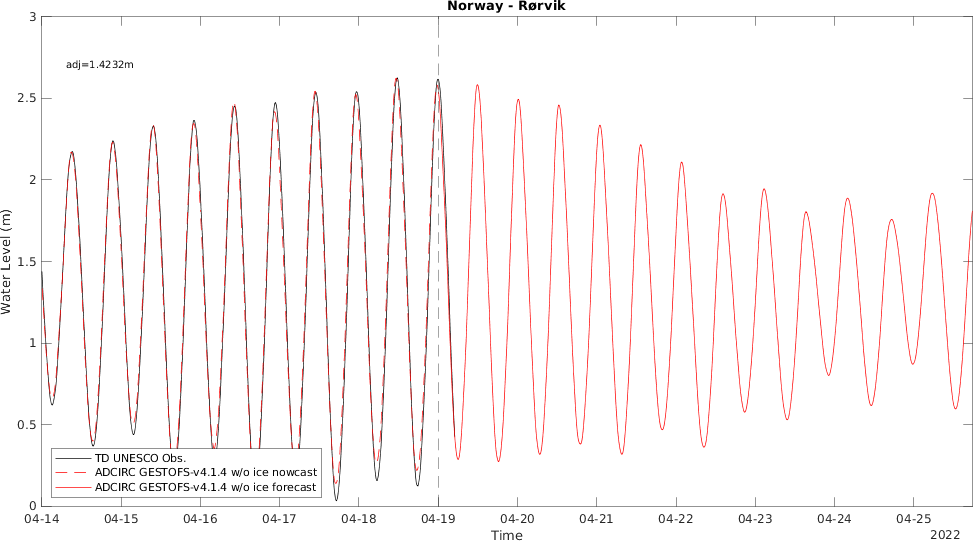 Norway - Rørvik
adj=1.4232m
Water Level (m)
3
2.5
2
1.5
1
0.5
0
TD UNESCO Obs.
ADCIRC GESTOFS-v4.1.4 w/o ice nowcast
ADCIRC GESTOFS-v4.1.4 w/o ice forecast
04-14 04-15 04-16 04-17 04-18 04-19 04-20 04-21 04-22 04-23 04-24 04-25
Time
2022